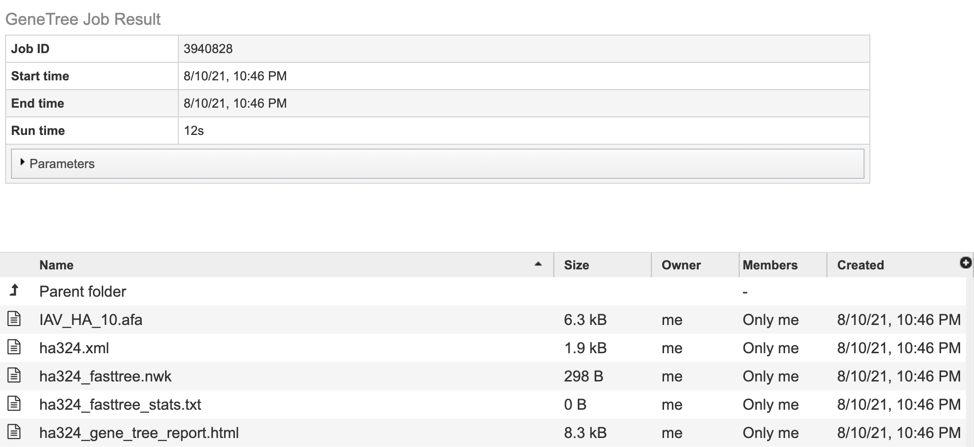 GeneTree Job Result
Job ID 3940828
Start time 8/10/21, 10:46 PM
End time 8/10/21, 10:46 PM
Run time 12s
Parameters
Name Size Owner Members Created
Parent folder -
IAV_HA_10.afa 6.3 kB me Only me 8/10/21, 10:46 PM
ha324.xml 1.9 kB me Only me 8/10/21, 10:46 PM
ha324_fasttree.nwk 298 B me Only me 8/10/21, 10:46 PM
ha324_fasttree_stats.txt 0 B me Only me 8/10/21, 10:46 PM
ha324_gene_tree_report.html 8.3 kB me Only me 8/10/21, 10:46 PM